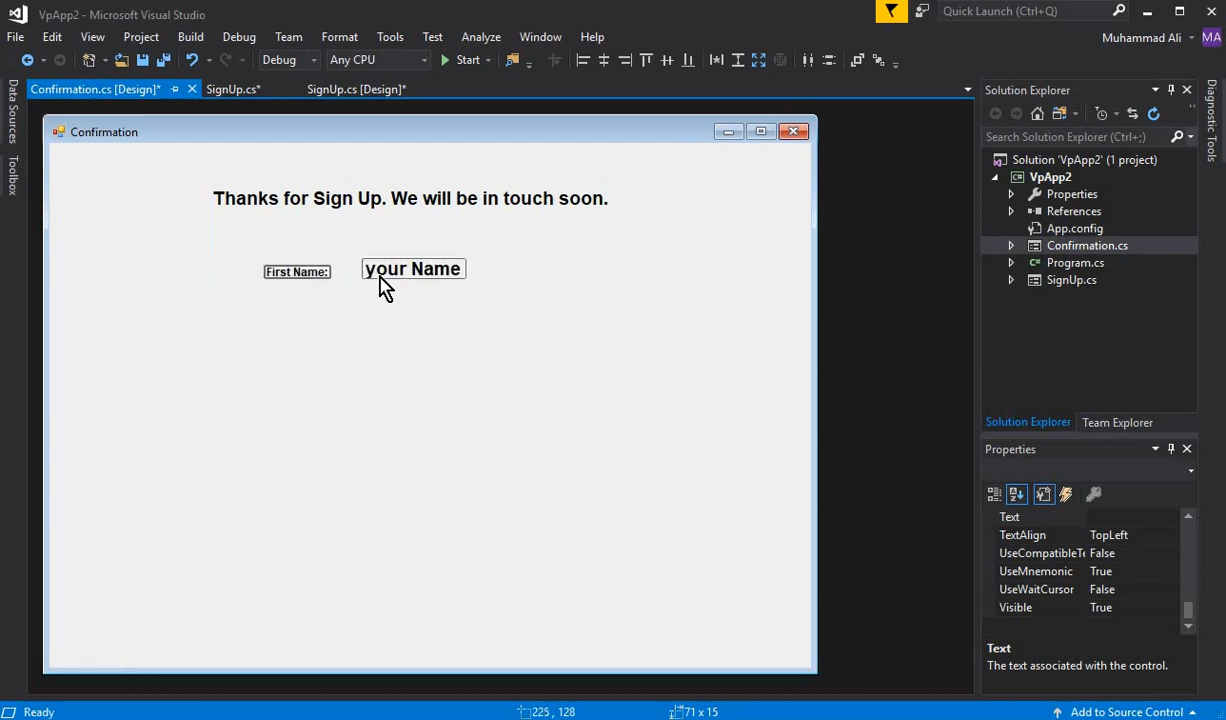 VpApp2 - Microsoft Visual Studio
Quick Launch (Ctrl+Q)
File Edit View Project Build Debug Team Format Tools Test Analyze Window Help
Muhammad Ali MA
Debug Any CPU Start
Confirmation.cs [Design]* SignUp.cs* SignUp.cs [Design]*
Data Sources
Toolbox
Confirmation
Thanks for Sign Up. We will be in touch soon.
First Name: your Name
Solution Explorer
Search Solution Explorer (Ctrl+;)
Solution 'VpApp2' (1 project)
C# VpApp2
Properties
References
App.config
Confirmation.cs
C# Program.cs
SignUp.cs
Diagnostic Tools
Solution Explorer Team Explorer
Properties
Text
TextAlign TopLeft
UseCompatibleTe False
UseMnemonic True
UseWaitCursor False
Visible True
Text
The text associated with the control.
Ready 225 , 128 71 x 15 Add to Source Control